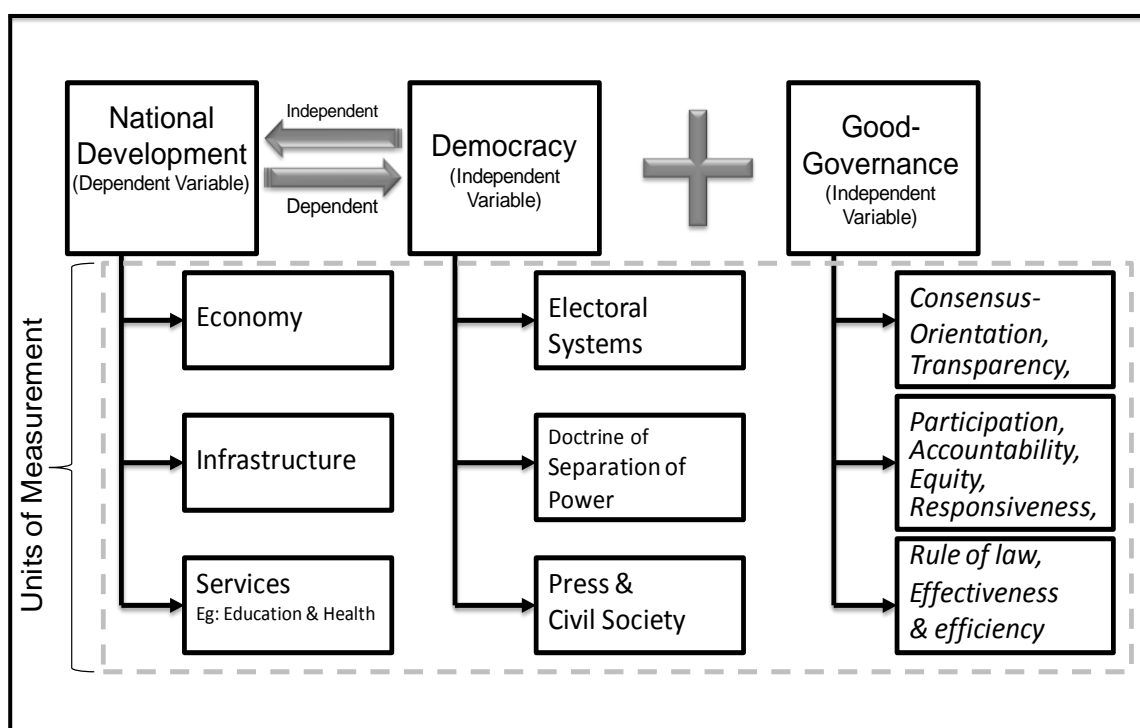 National
Development
(Dependent Variable)
Independent
Dependent
Democracy
(Independent
Variable)
Good-
Governance
(Independent
Variable)
Units of Measurement
Economy
Infrastructure
Services
Eg: Education & Health
Electoral
Systems
Doctrine of
Separation of
Power
Press &
Civil Society
Consensus-
Orientation,
Transparency,
Participation,
Accountability,
Equity,
Responsiveness,
Rule of law,
Effectiveness
& efficiency